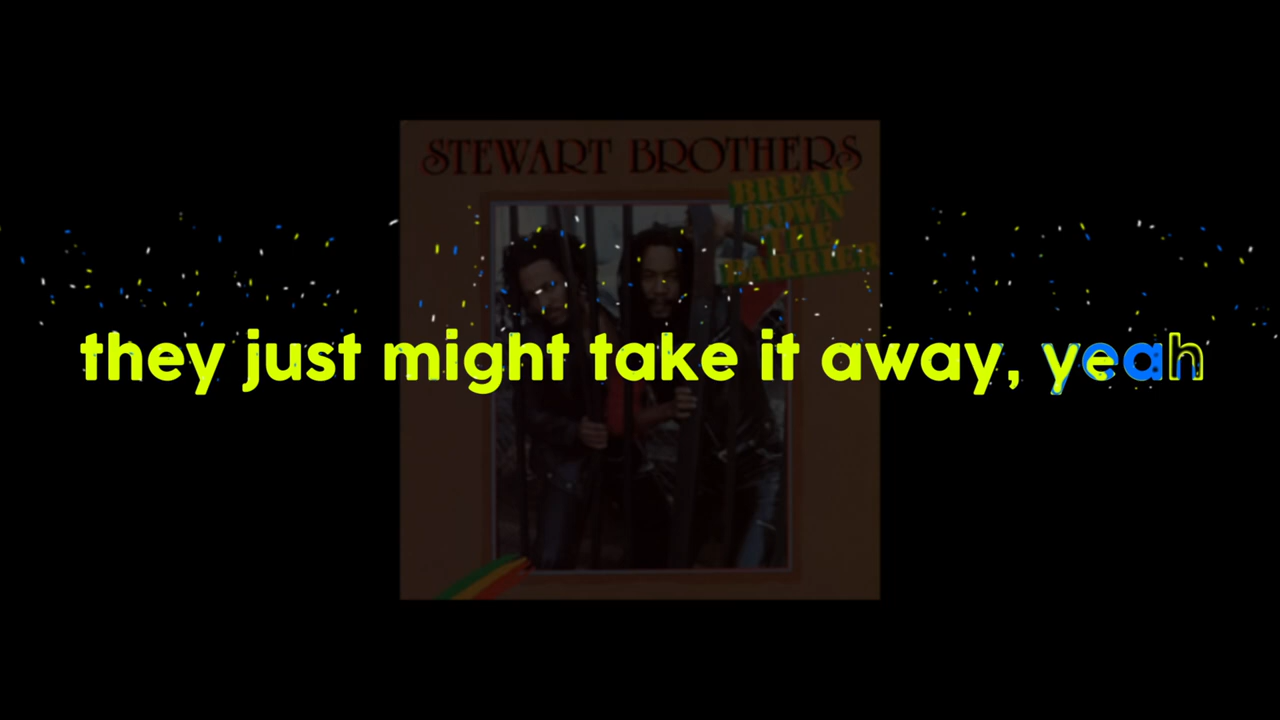 STEWART BROTHERS
BREAK
DOWN
THE
BARRIER
they just might take it away, yeah